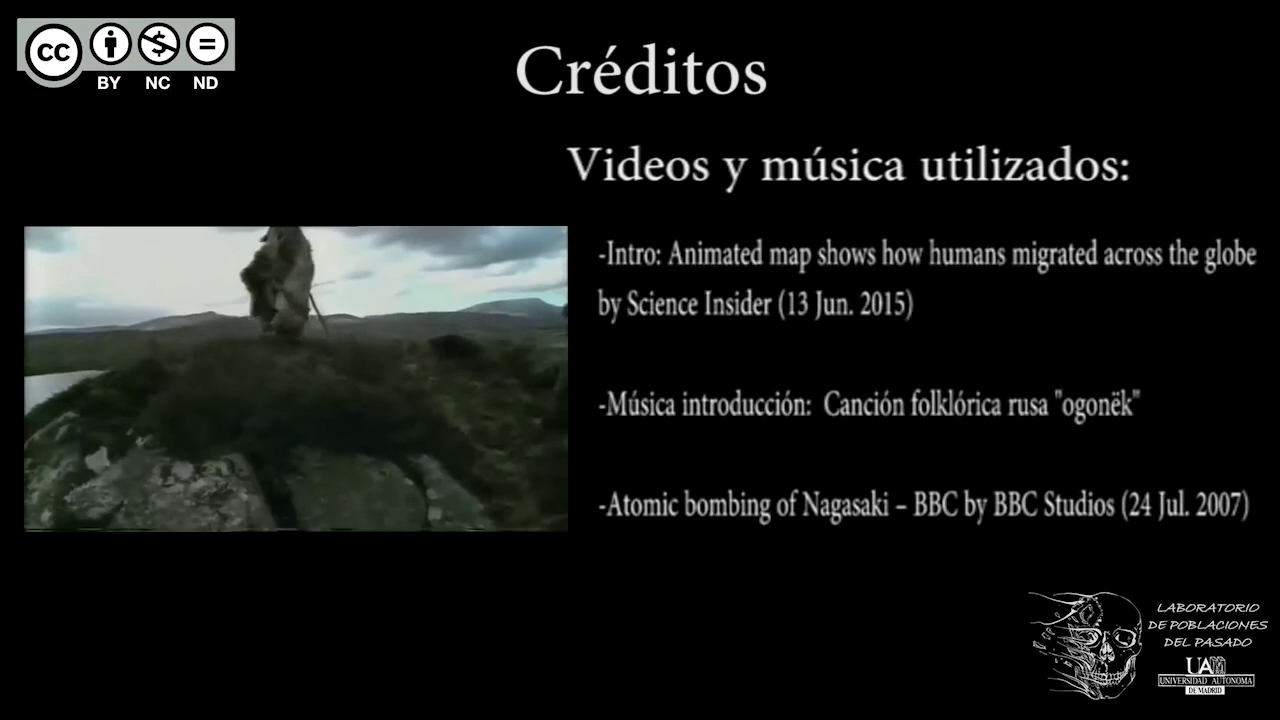 cc
BY NC ND
Créditos
Videos y música utilizados:
-Intro: Animated map shows how humans migrated across the globe
by Science Insider (13 Jun. 2015)
-Música introducción: Canción folklórica rusa "ogonëk"
-Atomic bombing of Nagasaki – BBC by BBC Studios (24 Jul. 2007)
LABORATORIO
DE POBLACIONES
DEL PASADO
UAM
UNIVERSIDAD AUTONOMA
DE MADRID